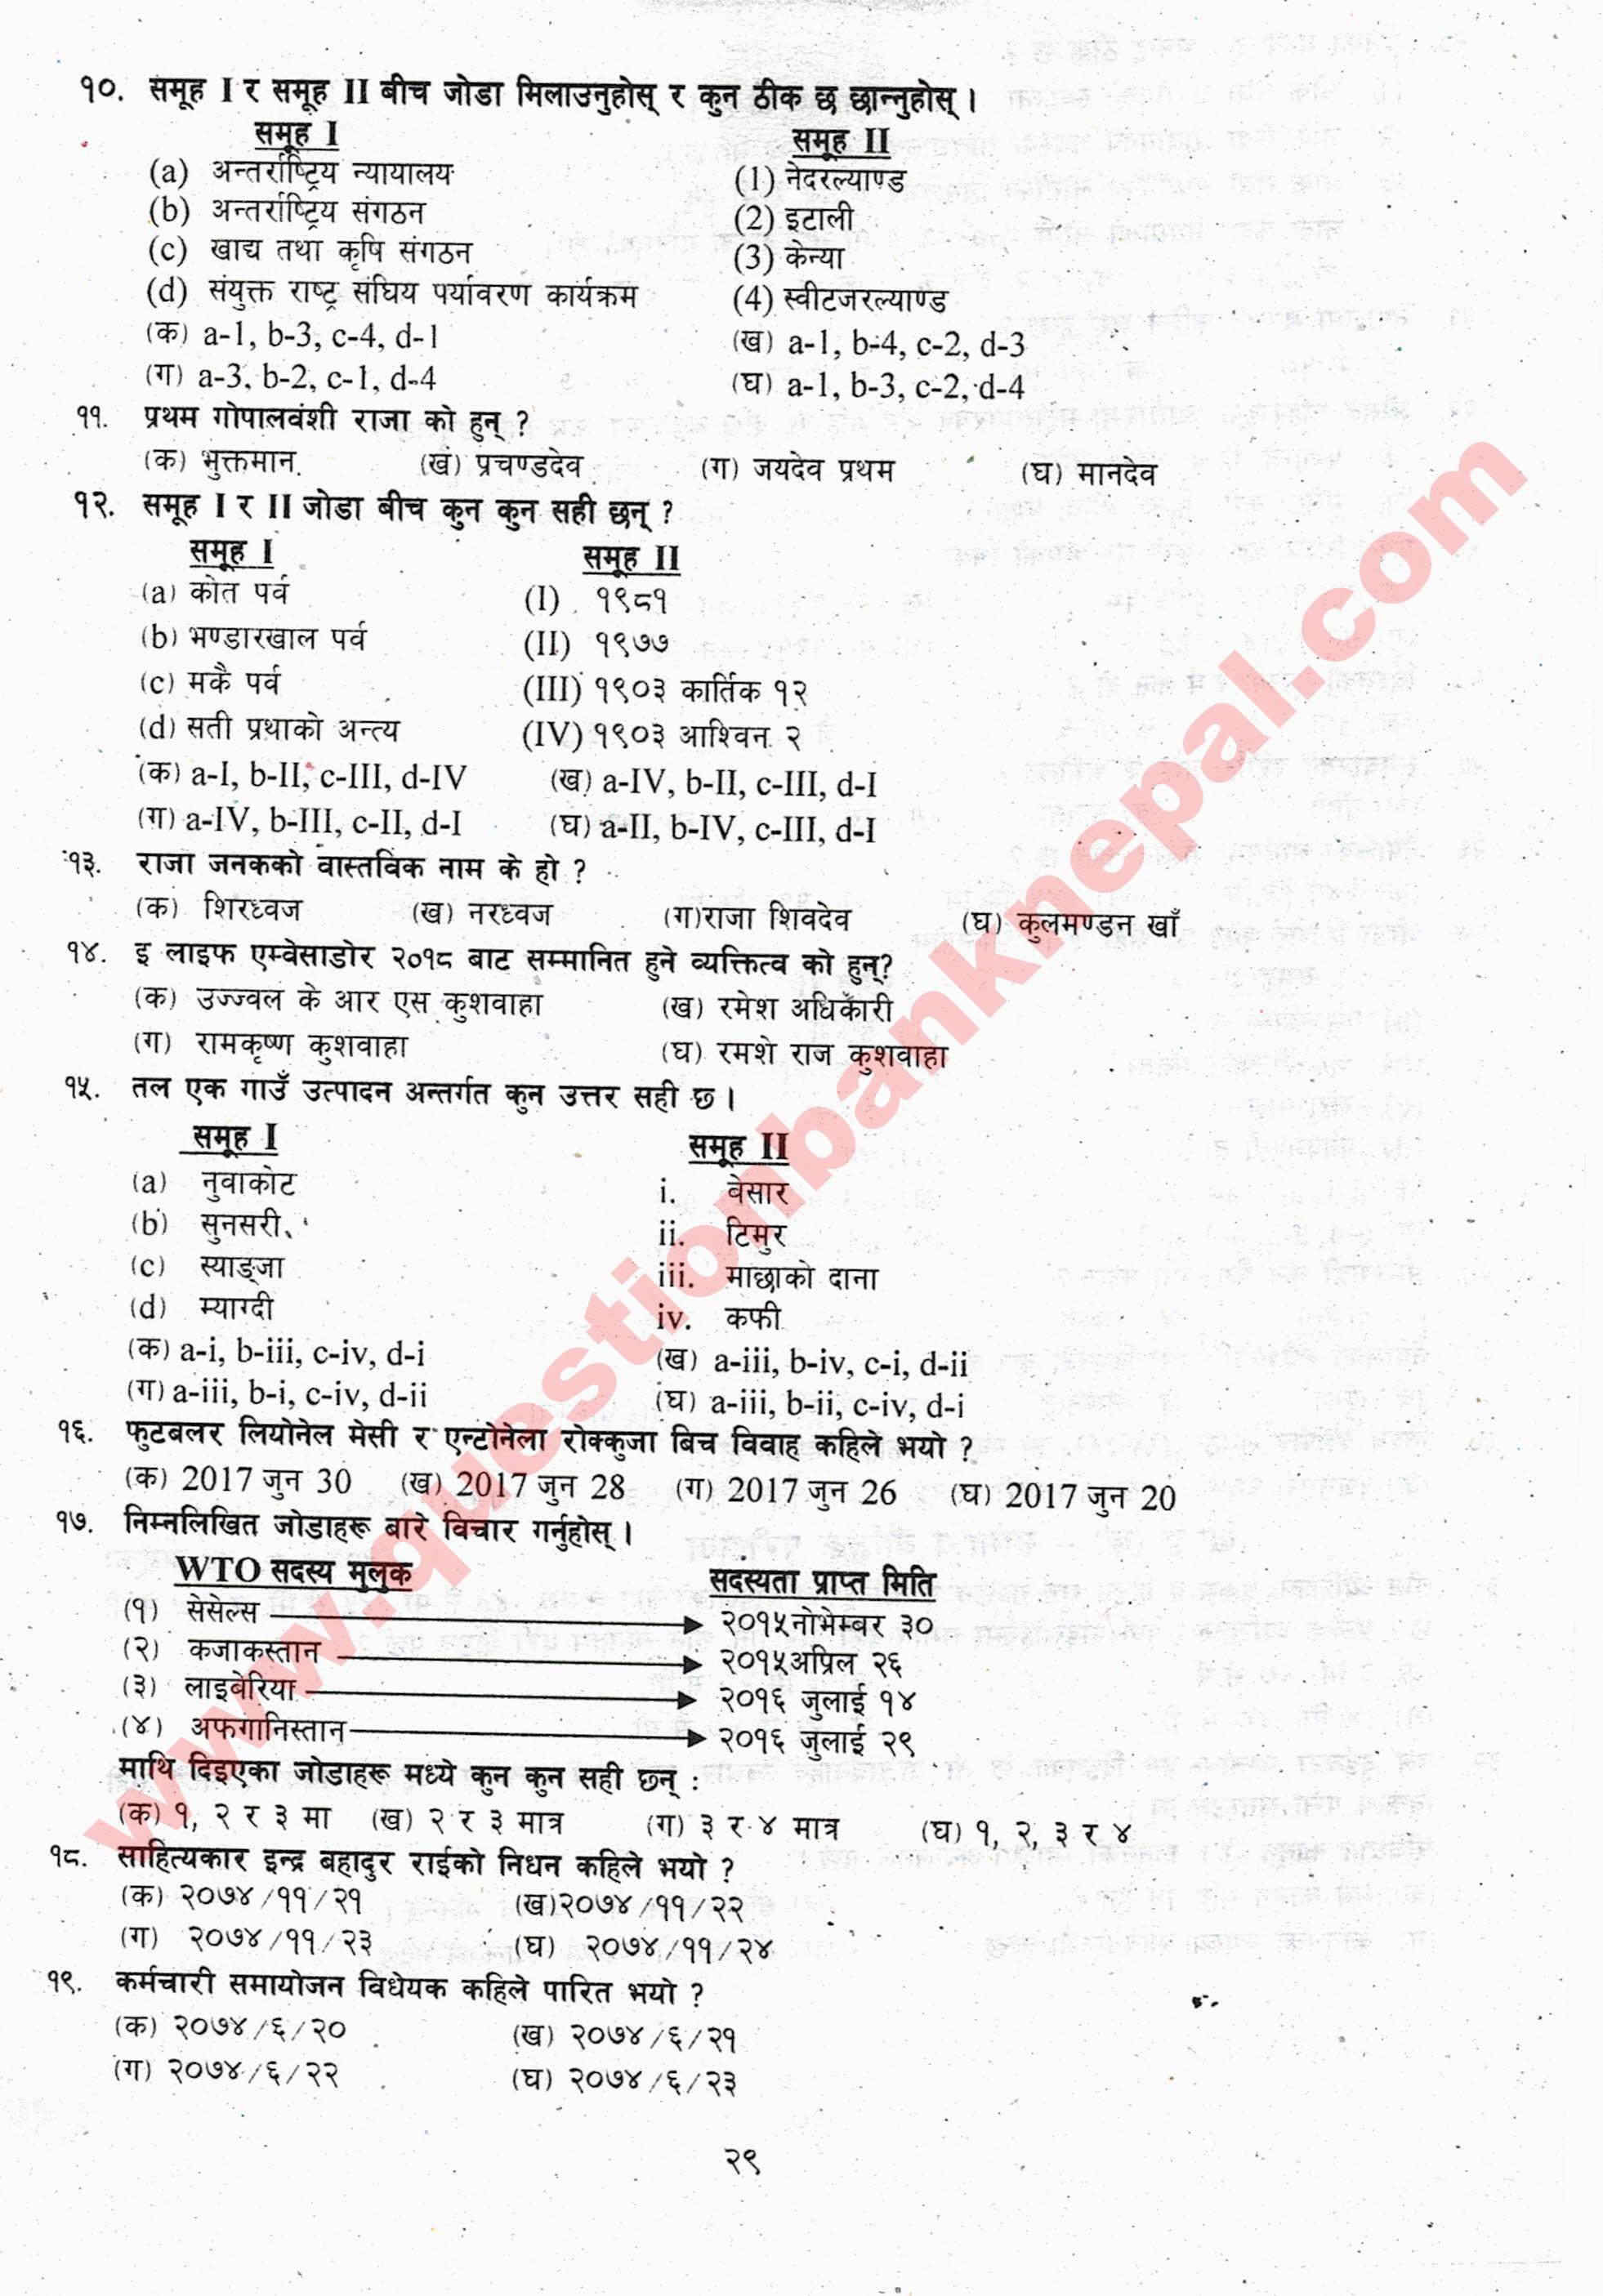 १०. समूह I र समूह II बीच जोडा मिलाउनुहोस् र कुन ठीक छ छान्नुहोस् ।
समूह I समूह II
(a) अन्तर्राष्ट्रिय न्यायालय (1) नेदरल्याण्ड
(b) अन्तर्राष्ट्रिय संगठन (2) इटाली
(c) खाद्य तथा कृषि संगठन (3) केन्या
(d) संयुक्त राष्ट्र संघिय पर्यावरण कार्यक्रम (4) स्वीटजरल्याण्ड
(क) a-1, b-3, c-4, d-1 (ख) a-1, b-4, c-2, d-3
(ग) a-3, b-2, c-1, d-4 (घ) a-1, b-3, c-2, d-4
११. प्रथम गोपालवंशी राजा को हुन् ?
(क) भुक्तमान (ख) प्रचण्डदेव (ग) जयदेव प्रथम (घ) मानदेव
१२. समूह I र II जोडा बीच कुन कुन सही छन् ?
समूह I समूह II
(a) कोत पर्व (I) १९८१
(b) भण्डारखाल पर्व (II) १९७७
(c) मकै पर्व (III) १९०३ कार्तिक १२
(d) सती प्रथाको अन्त्य (IV) १९०३ आश्विन २
(क) a-I, b-II, c-III, d-IV (ख) a-IV, b-II, c-III, d-I
(ग) a-IV, b-III, c-II, d-I (घ) a-II, b-IV, c-III, d-I
१३. राजा जनकको वास्तविक नाम के हो ?
(क) शिरध्वज (ख) नरध्वज (ग)राजा शिवदेव (घ) कुलमण्डन खाँ
१४. इ लाइफ एम्वेसाडोर २०१८ बाट सम्मानित हुने व्यक्तित्व को हुन्?
(क) उज्ज्वल के आर एस कुशवाहा (ख) रमेश अधिकारी
(ग) रामकृष्ण कुशवाहा (घ) रमशे राज कुशवाहा
१५. तल एक गाउँ उत्पादन अन्तर्गत कुन उत्तर सही छ ।
समूह I समूह II
(a) नुवाकोट i. वेसार
(b) सुनसरी ii. टिमुर
(c) स्याङ्जा iii. माछाको दाना
(d) म्याग्दी iv. कफी
(क) a-i, b-iii, c-iv, d-i (ख) a-iii, b-iv, c-i, d-ii
(ग) a-iii, b-i, c-iv, d-ii (घ) a-iii, b-ii, c-iv, d-i
१६. फुटबलर लियोनेल मेसी र एन्टोनेला रोक्कुजा बिच विवाह कहिले भयो ?
(क) 2017 जुन 30 (ख) 2017 जुन 28 (ग) 2017 जुन 26 (घ) 2017 जुन 20
१७. निम्नलिखित जोडाहरू बारे विचार गर्नुहोस् ।
WTO सदस्य मुलुक सदस्यता प्राप्त मिति
(१) सेसेल्स २०१५नोभेम्बर ३०
(२) कजाकस्तान २०१५अप्रिल २६
(३) लाइबेरिया २०१६ जुलाई १४
(४) अफगानिस्तान २०१६ जुलाई २९
माथि दिइएका जोडाहरू मध्ये कुन कुन सही छ्न् :
(क) १, २ र ३ मा (ख) २ र ३ मात्र (ग) ३ र ४ मात्र (घ) १, २, ३ र ४
१८. साहित्यकार इन्द्र बहादुर राईको निधन कहिले भयो ?
(क) २०७४/११/२१ (ख)२०७४/११/२२
(ग) २०७४/११/२३ (घ) २०७४/११/२४
१९. कर्मचारी समायोजन विधेयक कहिले पारित भयो ?
(क) २०७४/६/२० (ख) २०७४/६/२१
(ग) २०७४/६/२२ (घ) २०७४/६/२३
२९
www.questionbanknepal.com